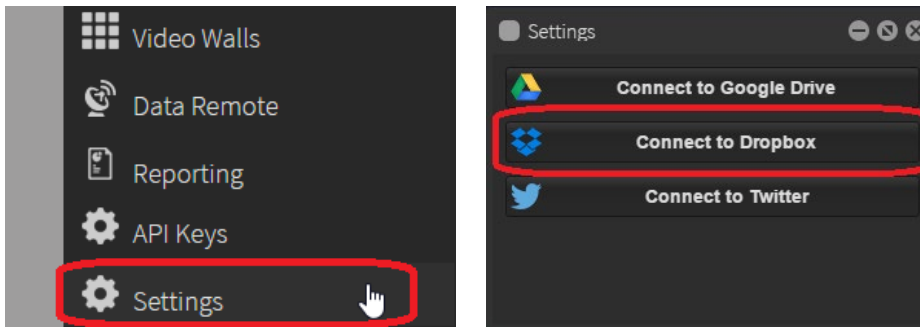 Video Walls
Data Remote
Reporting
API Keys
Settings
Settings
Connect to Google Drive
Connect to Dropbox
Connect to Twitter